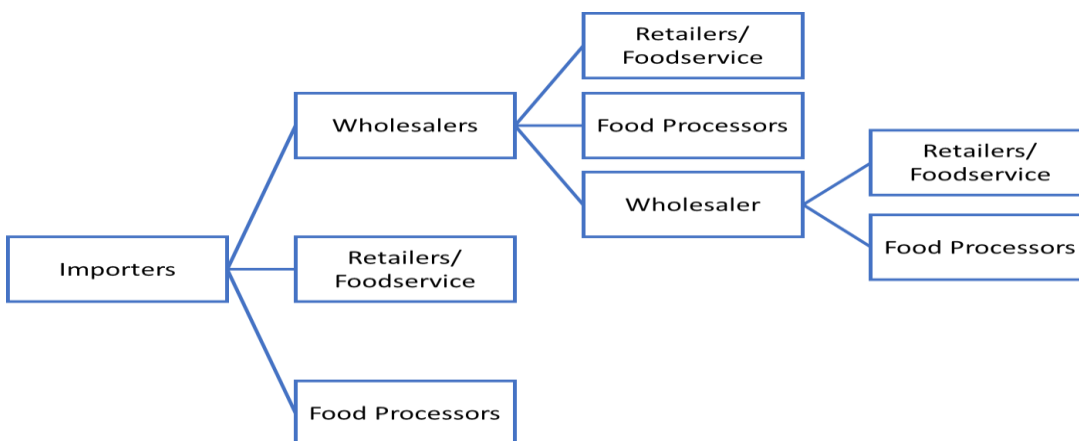 Retailers/
Foodservice
Wholesalers
Food Processors
Retailers/
Foodservice
Wholesaler
Importers
Retailers/
Foodservice
Food Processors
Food Processors